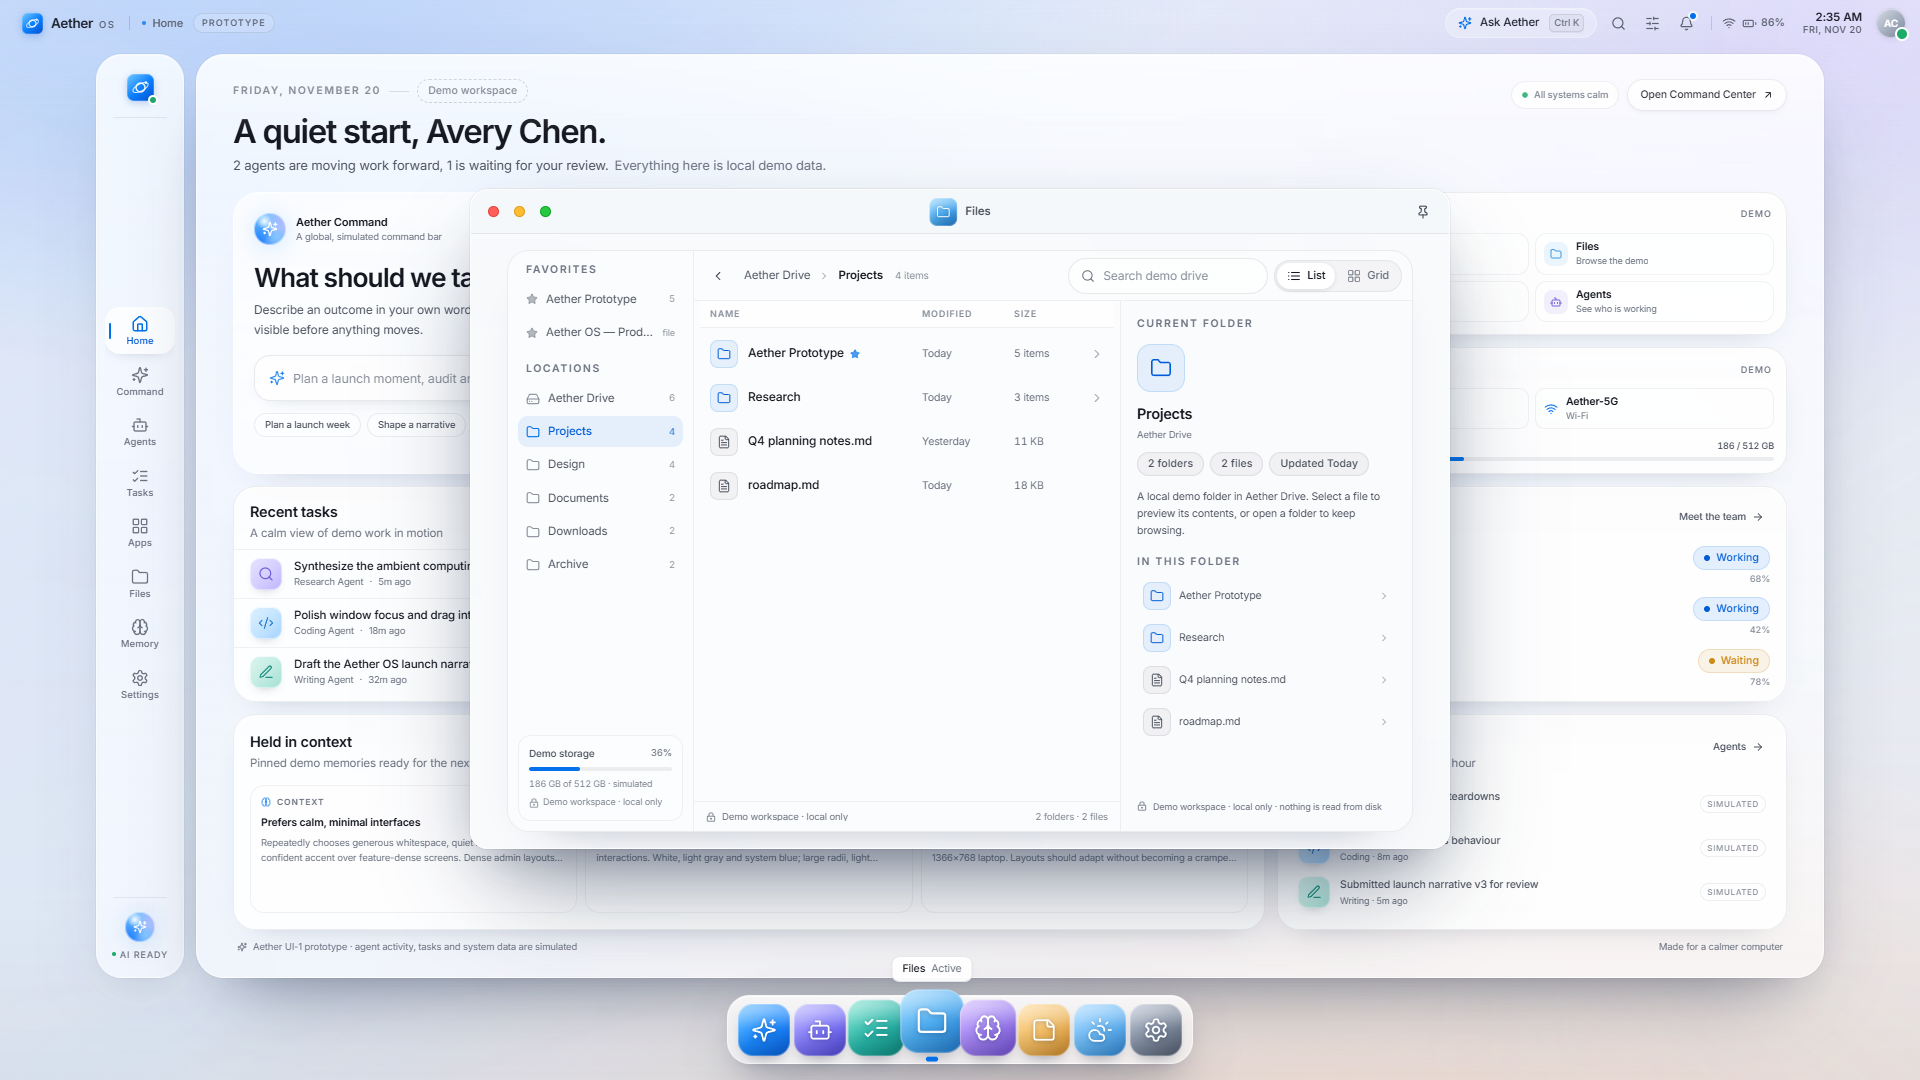 Aether OS
Home
PROTOTYPE
Ask Aether
Ctrl K
86%
2:35 AM
FRI, NOV 20
AC
FRIDAY, NOVEMBER 20
Demo workspace
All systems calm
Open Command Center
A quiet start, Avery Chen.
2 agents are moving work forward, 1 is waiting for your review. Everything here is local demo data.
Home
Command
Agents
Tasks
Apps
Files
Memory
Settings
AI READY
Aether Command
A global, simulated command bar
What should we ta
Describe an outcome in your own word
visible before anything moves.
Plan a launch moment, audit ar
Plan a launch week
Shape a narrative
Recent tasks
A calm view of demo work in motion
Synthesize the ambient computin
Research Agent · 5m ago
Polish window focus and drag int
Coding Agent · 18m ago
Draft the Aether OS launch narra
Writing Agent · 32m ago
Held in context
Pinned demo memories ready for the nex
CONTEXT
Prefers calm, minimal interfaces
Repeatedly chooses generous whitespace, quiet
confident accent over feature-dense screens. Dense admin layouts...
interactions. White, light gray and system blue; large radii, light...
1366×768 laptop. Layouts should adapt without becoming a crampe...
Files
FAVORITES
Aether Prototype 5
Aether OS — Prod... file
LOCATIONS
Aether Drive 6
Projects 4
Design 4
Documents 2
Downloads 2
Archive 2
Demo storage 36%
186 GB of 512 GB · simulated
Demo workspace · local only
Aether Drive
Projects
4 items
Search demo drive
List
Grid
NAME MODIFIED SIZE
Aether Prototype Today 5 items
Research Today 3 items
Q4 planning notes.md Yesterday 11 KB
roadmap.md Today 18 KB
Demo workspace · local only
2 folders · 2 files
CURRENT FOLDER
Projects
Aether Drive
2 folders
2 files
Updated Today
A local demo folder in Aether Drive. Select a file to
preview its contents, or open a folder to keep
browsing.
IN THIS FOLDER
Aether Prototype
Research
Q4 planning notes.md
roadmap.md
Demo workspace · local only · nothing is read from disk
DEMO
Files
Browse the demo
Agents
See who is working
DEMO
Aether-5G
Wi-Fi
186 / 512 GB
Meet the team
Working
68%
Working
42%
Waiting
78%
Agents
hour
teardowns
SIMULATED
behaviour
Coding · 8m ago
SIMULATED
Submitted launch narrative v3 for review
Writing · 5m ago
SIMULATED
Aether UI-1 prototype · agent activity, tasks and system data are simulated
Made for a calmer computer
Files Active